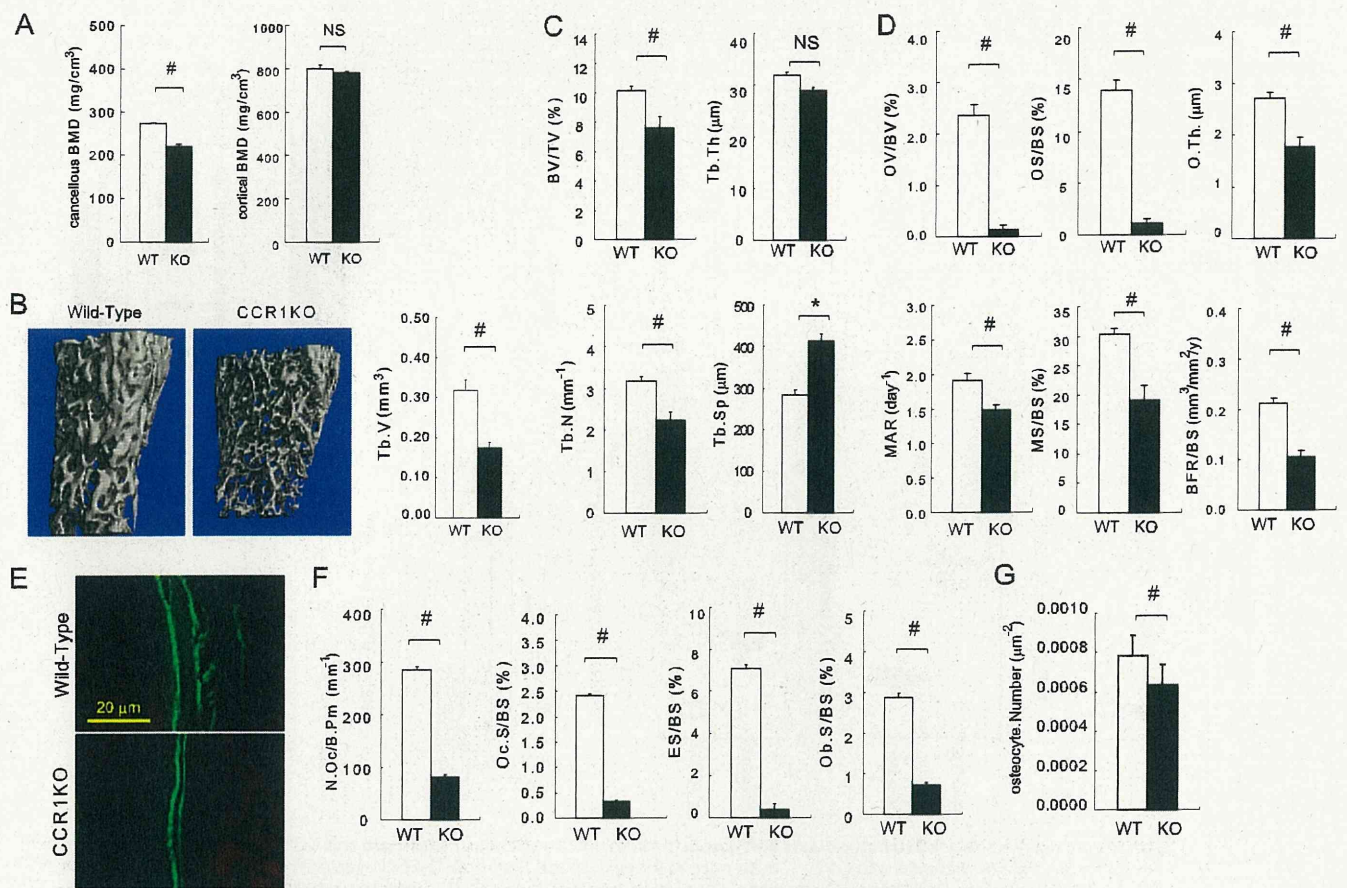 A
cancellous BMD (mg/cm³)
500
400
300
200
100
0
#
WT KO
cortical BMD (mg/cm³)
1000
800
600
400
200
0
NS
WT KO
B
Wild-Type
CCR1KO
Tb.V (mm³)
0.50
0.40
0.30
0.20
0.10
0.00
#
WT KO
C
BV/TV (%)
14
12
10
8
6
4
2
0
#
WT KO
Tb.Th (μm)
40
30
20
10
0
NS
WT KO
Tb.N (mm⁻¹)
5
4
3
2
1
0
#
WT KO
Tb.Sp (μm)
500
400
300
200
100
0
*
WT KO
D
OV/BV (%)
4.0
3.0
2.0
1.0
0.0
#
WT KO
OS/BS (%)
20
15
10
5
0
#
WT KO
O.Th. (μm)
4
3
2
1
0
#
WT KO
MAR (day⁻¹)
3.0
2.5
2.0
1.5
1.0
0.5
0.0
#
WT KO
MS/BS (%)
35
30
25
20
15
10
5
0
#
WT KO
BFR/BS (mm³/mm²/y)
0.4
0.3
0.2
0.1
0.0
#
WT KO
E
Wild-Type
20 μm
CCR1KO
F
N.Oc/B.Pm (mm⁻¹)
400
300
200
100
0
#
WT KO
Oc.S/BS (%)
4.0
3.5
3.0
2.5
2.0
1.5
1.0
0.5
0.0
#
WT KO
ES/BS (%)
10
8
6
4
2
0
#
WT KO
Ob.S/BS (%)
5
4
3
2
1
0
#
WT KO
G
osteocyte.Number (μm⁻²)
0.0010
0.0008
0.0006
0.0004
0.0002
0.0000
#
WT KO